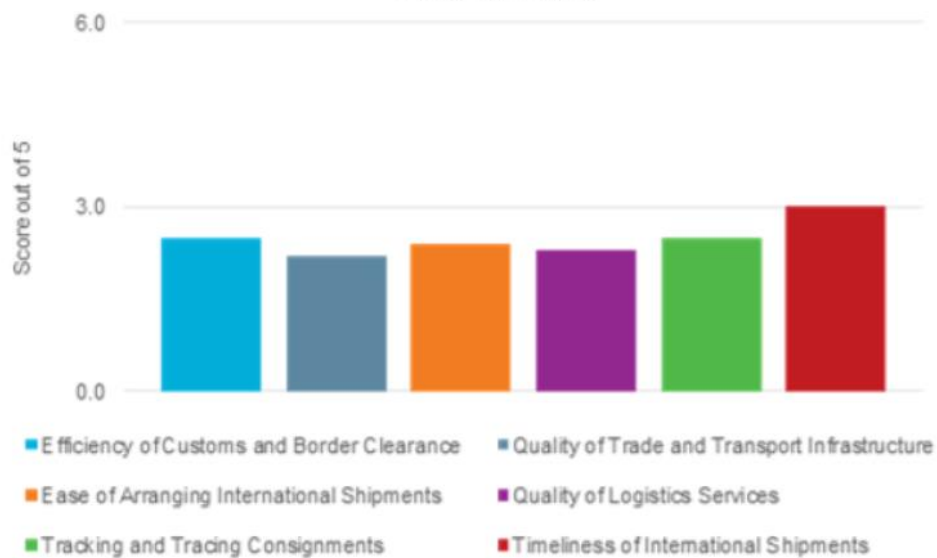 6.0
Score out of 5
3.0
0.0
Efficiency of Customs and Border Clearance
Quality of Trade and Transport Infrastructure
Ease of Arranging International Shipments
Quality of Logistics Services
Tracking and Tracing Consignments
Timeliness of International Shipments